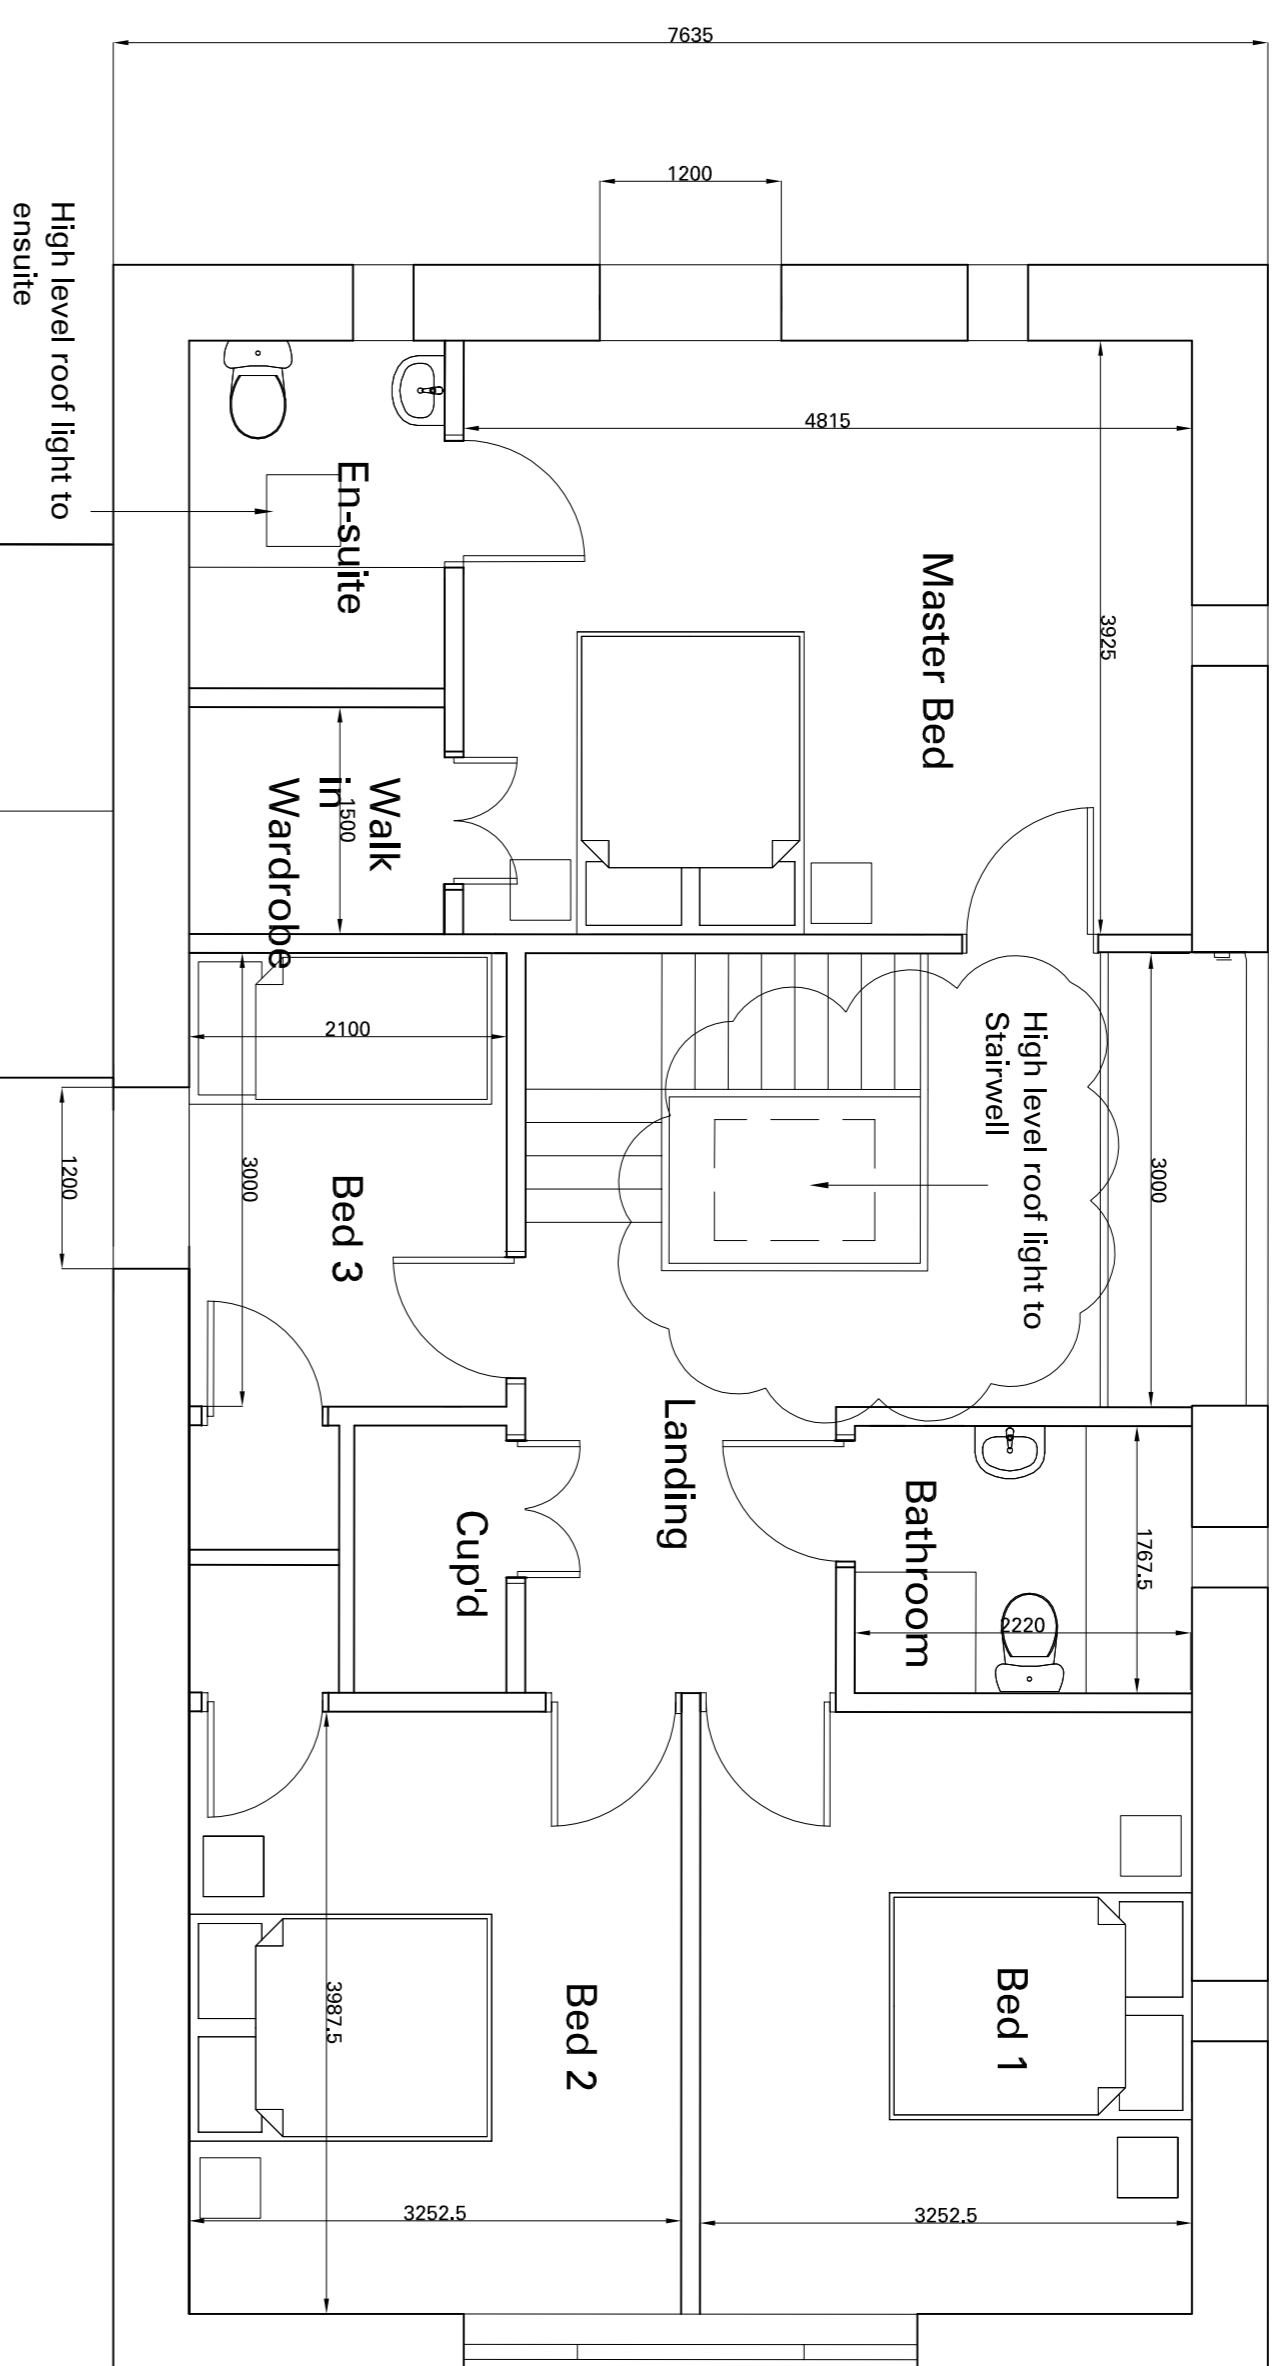 7635
1200
High level roof light to
ensuite
4815
3925
Master Bed
En-suite
Walk
in
Wardrobe
1500
2100
3000
1200
Bed 3
High level roof light to
Stairwell
3000
Landing
Cup'd
Bathroom
1767.5
2220
Bed 1
Bed 2
3987.5
3252.5
3252.5